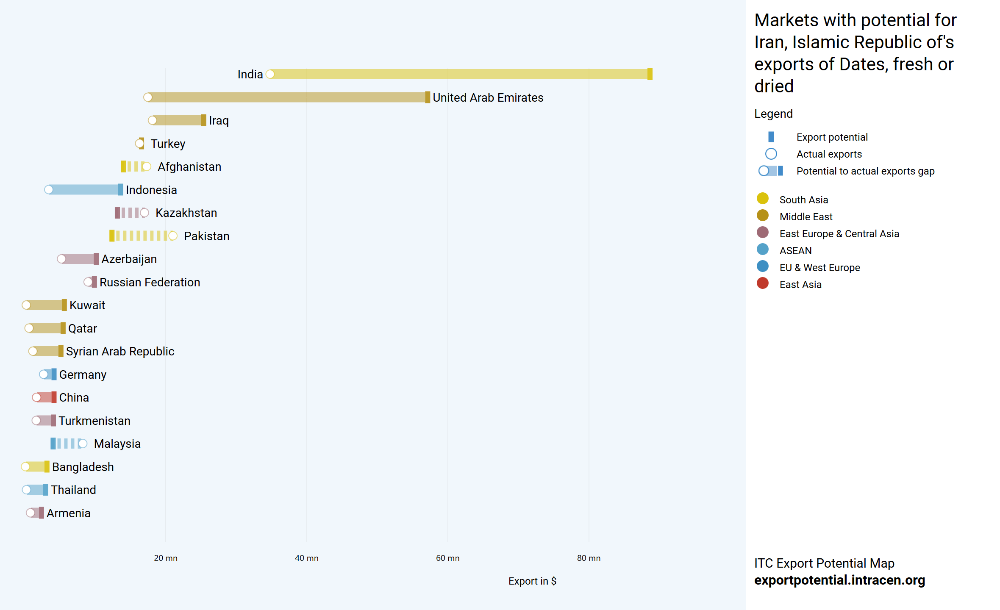 India
United Arab Emirates
Iraq
Turkey
Afghanistan
Indonesia
Kazakhstan
Pakistan
Azerbaijan
Russian Federation
Kuwait
Qatar
Syrian Arab Republic
Germany
China
Turkmenistan
Malaysia
Bangladesh
Thailand
Armenia
20 mn 40 mn 60 mn 80 mn
Export in $
Markets with potential for
Iran, Islamic Republic of's
exports of Dates, fresh or
dried
Legend
Export potential
Actual exports
Potential to actual exports gap
South Asia
Middle East
East Europe & Central Asia
ASEAN
EU & West Europe
East Asia
ITC Export Potential Map
exportpotential.intracen.org